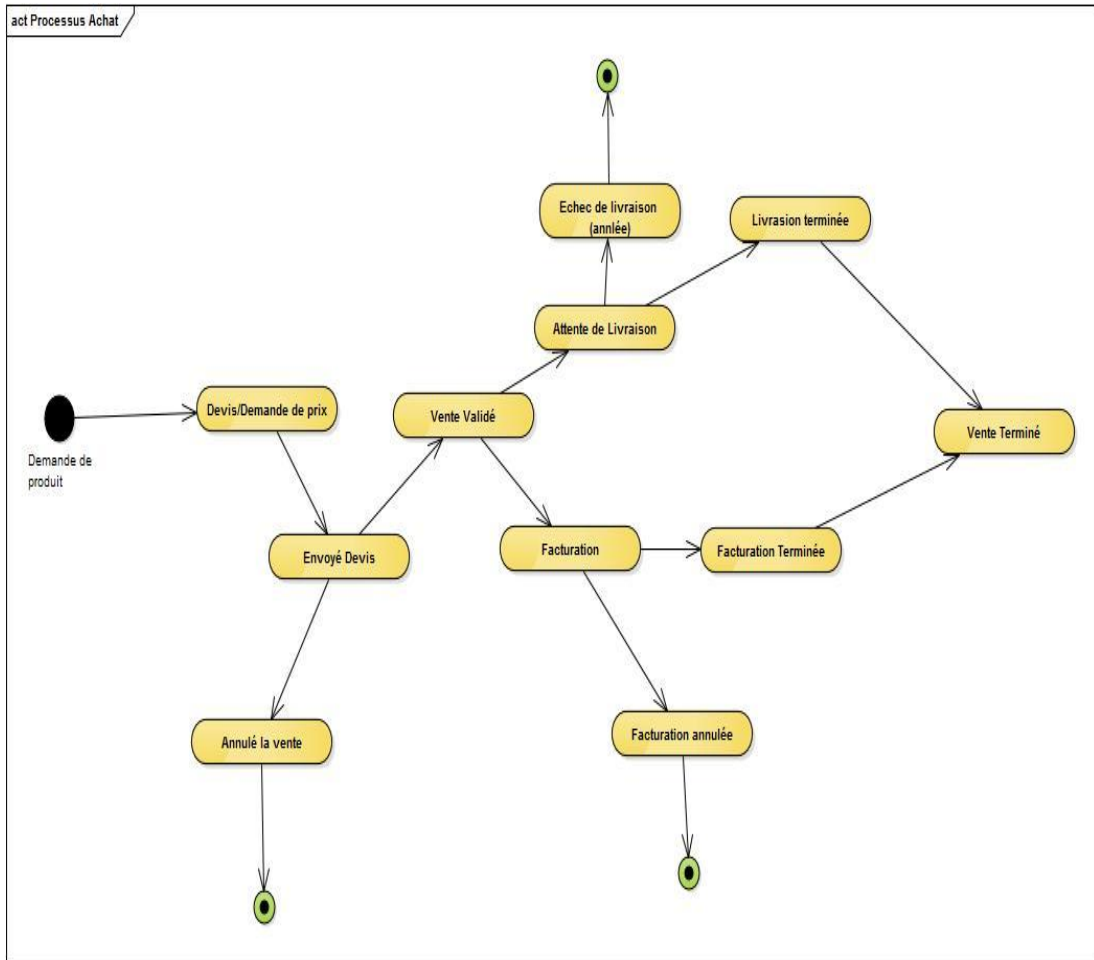 act Processus Achat
Echec de livraison
(annlée)
Livrasion terminée
Attente de Livraison
Devis/Demande de prix
Vente Validé
Vente Terminé
Demande de
produit
Envoyé Devis
Facturation
Facturation Terminée
Annulé la vente
Facturation annulée